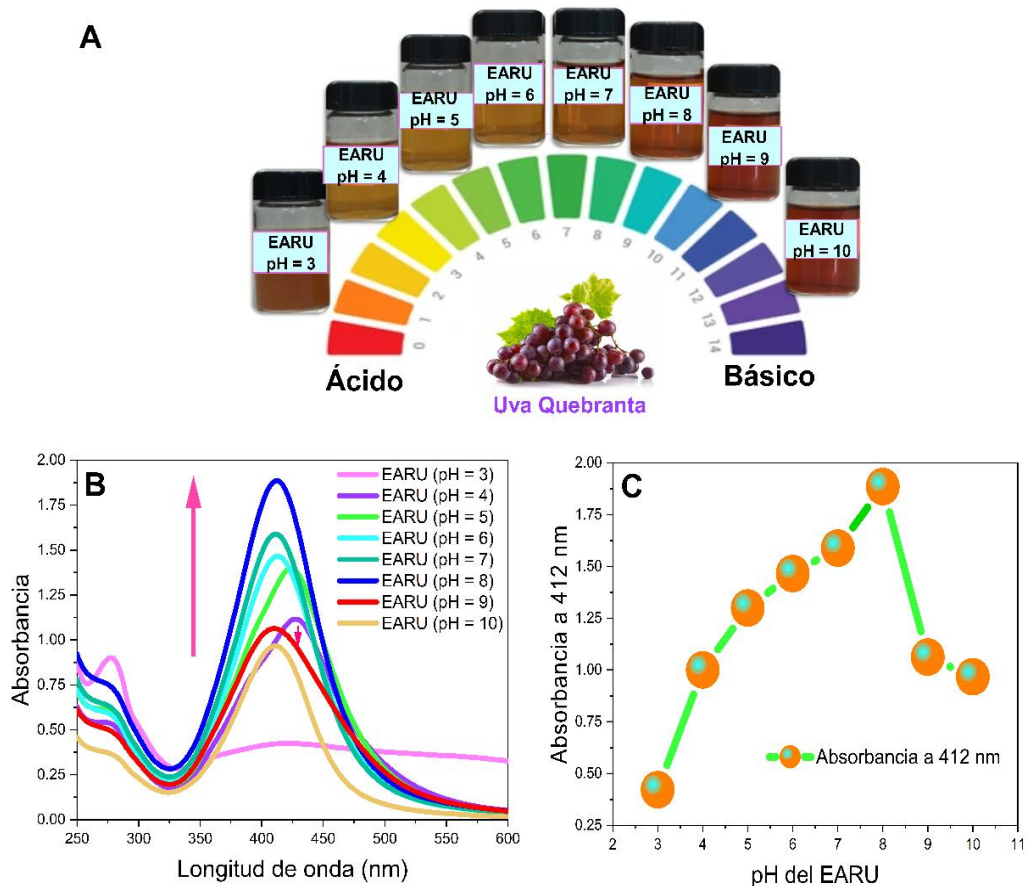 A
EARU
pH = 3
EARU
pH = 4
EARU
pH = 5
EARU
pH = 6
EARU
pH = 7
EARU
pH = 8
EARU
pH = 9
EARU
pH = 10
0
1
2
3
4
5
6
7
8
9
10
11
12
13
14
Ácido
Básico
Uva Quebranta
B
Absorbancia
2.00
1.75
1.50
1.25
1.00
0.75
0.50
0.25
0.00
EARU (pH = 3)
EARU (pH = 4)
EARU (pH = 5)
EARU (pH = 6)
EARU (pH = 7)
EARU (pH = 8)
EARU (pH = 9)
EARU (pH = 10)
250 300 350 400 450 500 550 600
Longitud de onda (nm)
C
Absorbancia a 412 nm
2.00
1.75
1.50
1.25
1.00
0.75
0.50
0.25
Absorbancia a 412 nm
2 3 4 5 6 7 8 9 10 11
pH del EARU